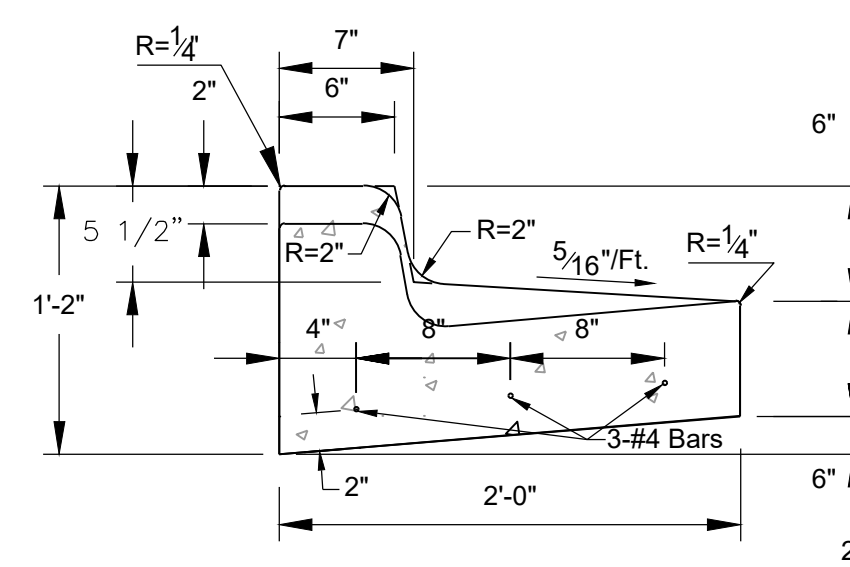 7"
R=1/4"
6"
2"
6"
5 1/2”
R=2"
R=2"
5/16"/Ft.
R=1/4"
1'-2"
4"
8"
8"
3-#4 Bars
2"
2'-0"
6"
2